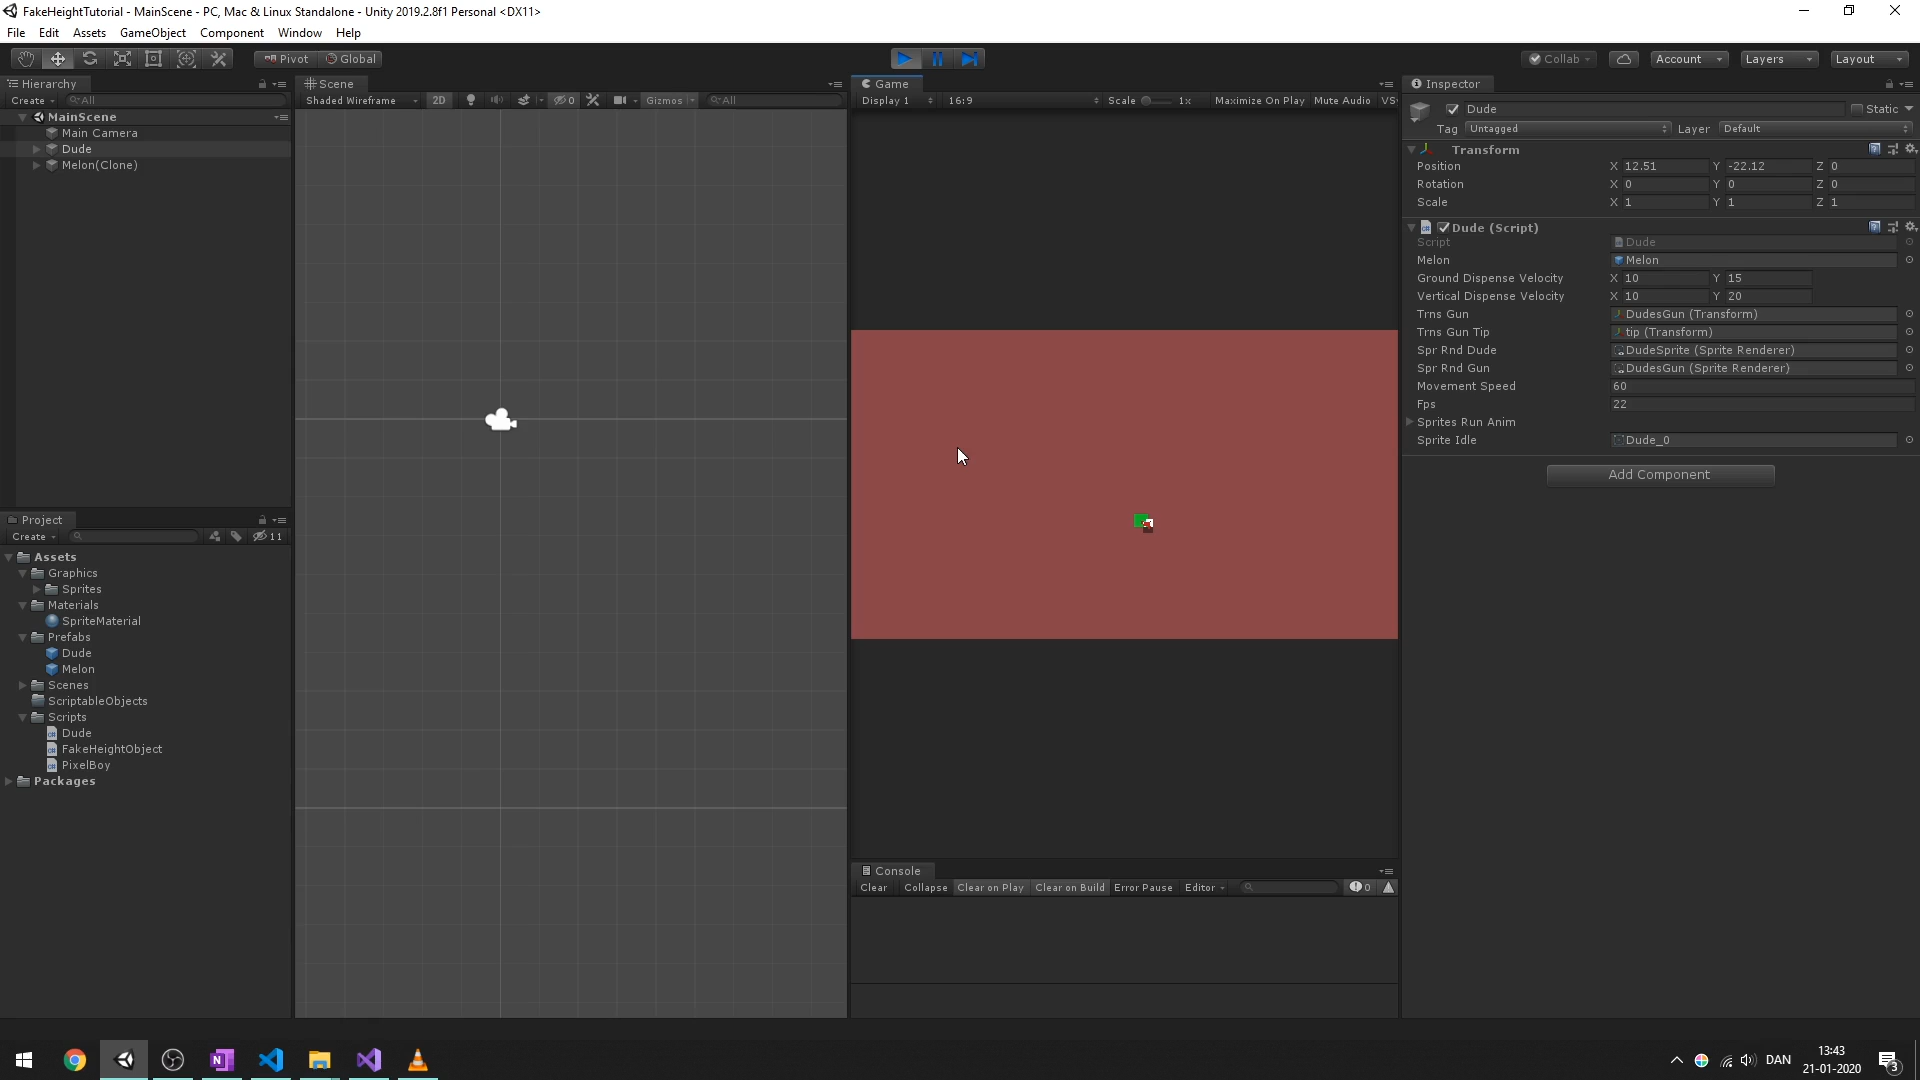 FakeHeightTutorial - MainScene - PC, Mac & Linux Standalone - Unity 2019.2.8f1 Personal <DX11>
File Edit Assets GameObject Component Window Help
Pivot Global Collab Account Layers Layout
Hierarchy
Create All
MainScene
Main Camera
Dude
Melon(Clone)
Scene
Shaded Wireframe 2D 0 Gizmos All
Game
Display 1 16:9 Scale 1x Maximize On Play Mute Audio VS
Inspector
Dude Static
Tag Untagged Layer Default
Transform
Position X 12.51 Y -22.12 Z 0
Rotation X 0 Y 0 Z 0
Scale X 1 Y 1 Z 1
Dude (Script)
Script Dude
Melon Melon
Ground Dispense Velocity X 10 Y 15
Vertical Dispense Velocity X 10 Y 20
Trns Gun DudesGun (Transform)
Trns Gun Tip tip (Transform)
Spr Rnd Dude DudeSprite (Sprite Renderer)
Spr Rnd Gun DudesGun (Sprite Renderer)
Movement Speed 60
Fps 22
Sprites Run Anim
Sprite Idle Dude_0
Add Component
Project
Create 11
Assets
Graphics
Sprites
Materials
SpriteMaterial
Prefabs
Dude
Melon
Scenes
ScriptableObjects
Scripts
Dude
FakeHeightObject
PixelBoy
Packages
Console
Clear Collapse Clear on Play Clear on Build Error Pause Editor 0
DAN 13:43
21-01-2020 3